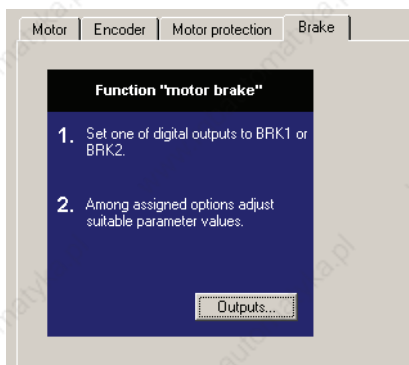 Motor Encoder Motor protection Brake
Function "motor brake"
1. Set one of digital outputs to BRK1 or
BRK2.
2. Among assigned options adjust
suitable parameter values.
Outputs...